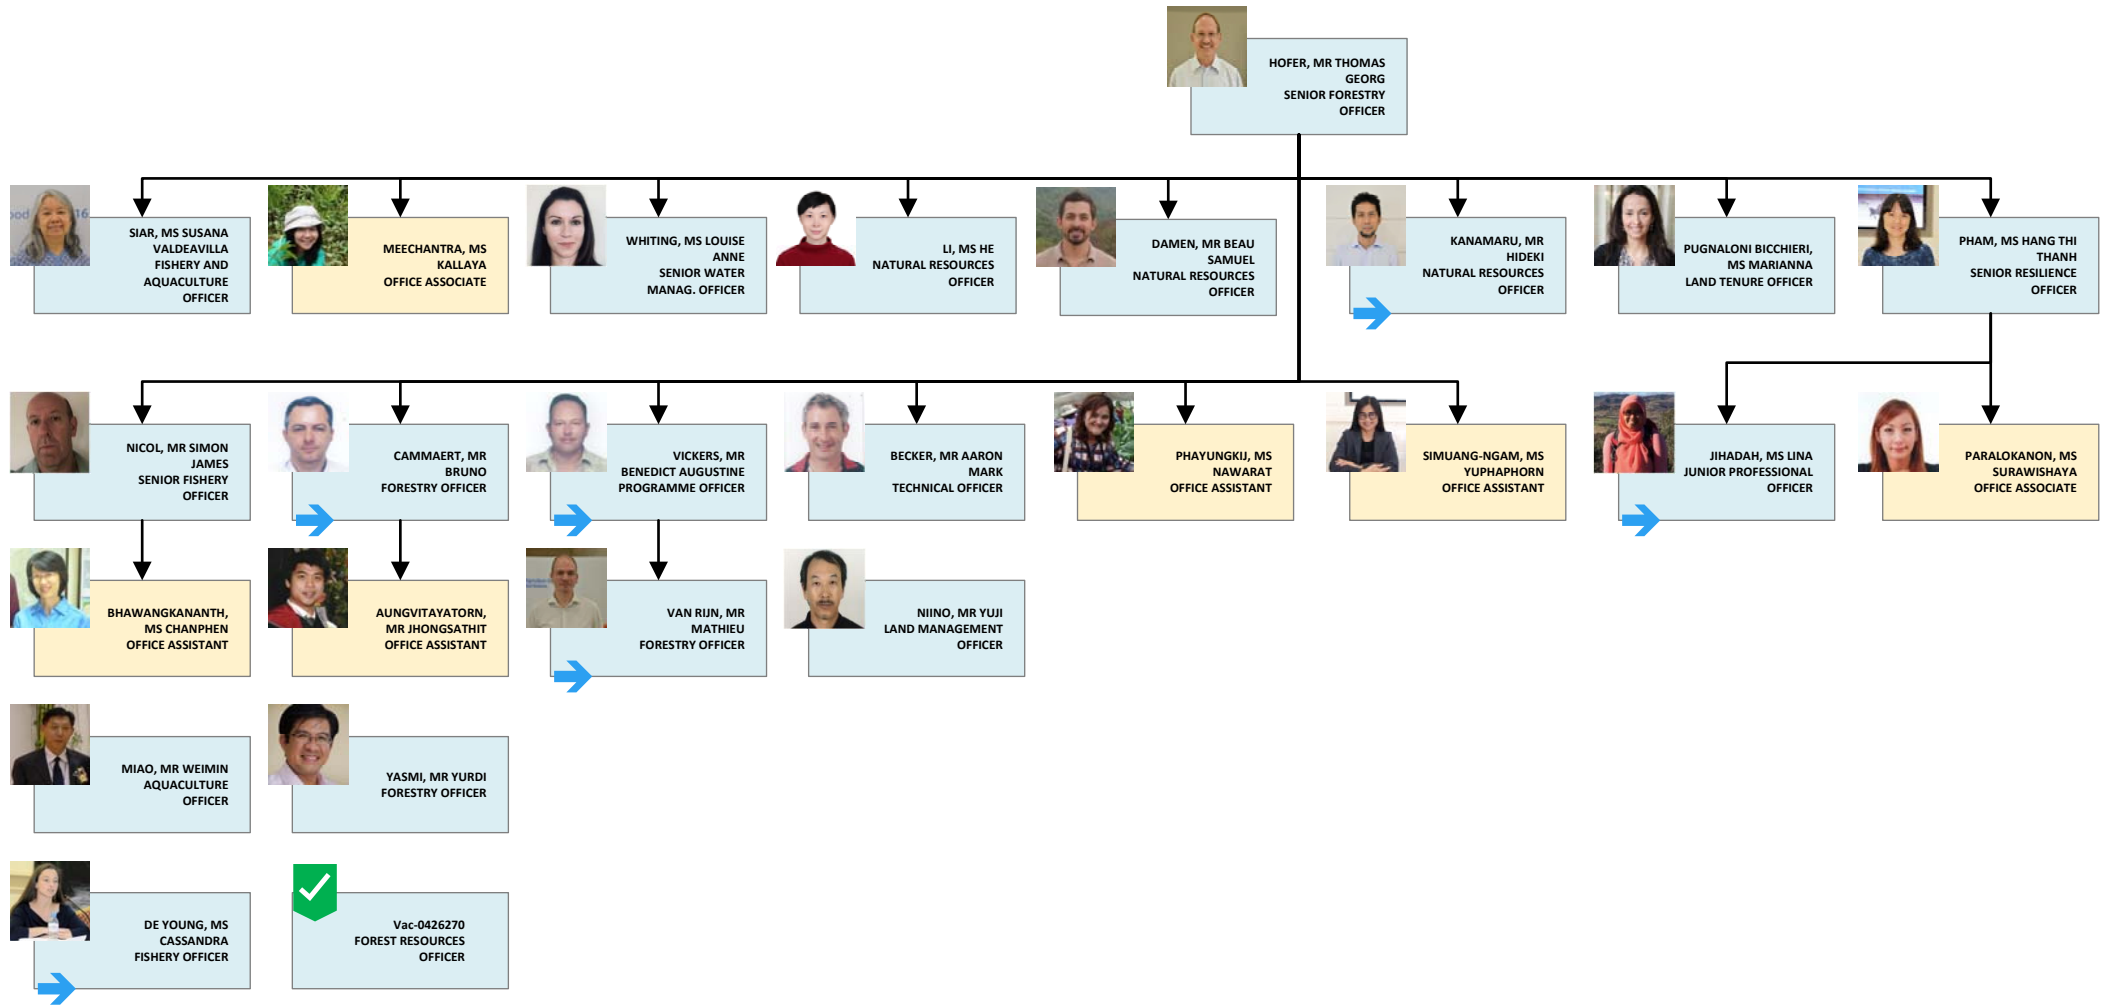 HOFER, MR THOMAS
GEORG
SENIOR FORESTRY
OFFICER
ood
16
SIAR, MS SUSANA
VALDEAVILLA
FISHERY AND
AQUACULTURE
OFFICER
MEECHANTRA, MS
KALLAYA
OFFICE ASSOCIATE
WHITING, MS LOUISE
ANNE
SENIOR WATER
MANAG. OFFICER
LI, MS HE
NATURAL RESOURCES
OFFICER
DAMEN, MR BEAU
SAMUEL
NATURAL RESOURCES
OFFICER
KANAMARU, MR
HIDEKI
NATURAL RESOURCES
OFFICER
PUGNALONI BICCHIERI,
MS MARIANNA
LAND TENURE OFFICER
PHAM, MS HANG THI
THANH
SENIOR RESILIENCE
OFFICER
NICOL, MR SIMON
JAMES
SENIOR FISHERY
OFFICER
CAMMAERT, MR
BRUNO
FORESTRY OFFICER
VICKERS, MR
BENEDICT AUGUSTINE
PROGRAMME OFFICER
BECKER, MR AARON
MARK
TECHNICAL OFFICER
PHAYUNGKIJ, MS
NAWARAT
OFFICE ASSISTANT
SIMUANG-NGAM, MS
YUPHAPHORN
OFFICE ASSISTANT
JIHADAH, MS LINA
JUNIOR PROFESSIONAL
OFFICER
PARALOKANON, MS
SURAWISHAYA
OFFICE ASSOCIATE
BHAWANGKANANTH,
MS CHANPHEN
OFFICE ASSISTANT
AUNGVITAYATORN,
MR JHONGSATHIT
OFFICE ASSISTANT
VAN RIJN, MR
MATHIEU
FORESTRY OFFICER
NIINO, MR YUJI
LAND MANAGEMENT
OFFICER
MIAO, MR WEIMIN
AQUACULTURE
OFFICER
YASMI, MR YURDI
FORESTRY OFFICER
DE YOUNG, MS
CASSANDRA
FISHERY OFFICER
Vac-0426270
FOREST RESOURCES
OFFICER